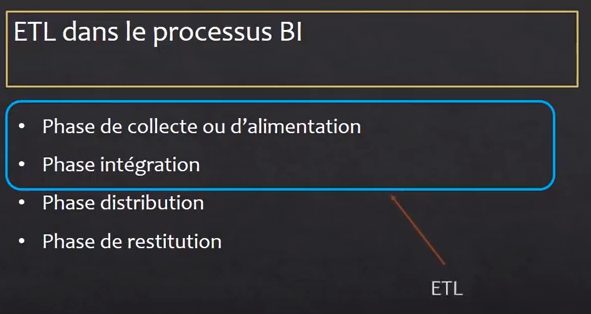 ETL dans le processus BI
• Phase de collecte ou d’alimentation
• Phase intégration
• Phase distribution
• Phase de restitution
ETL